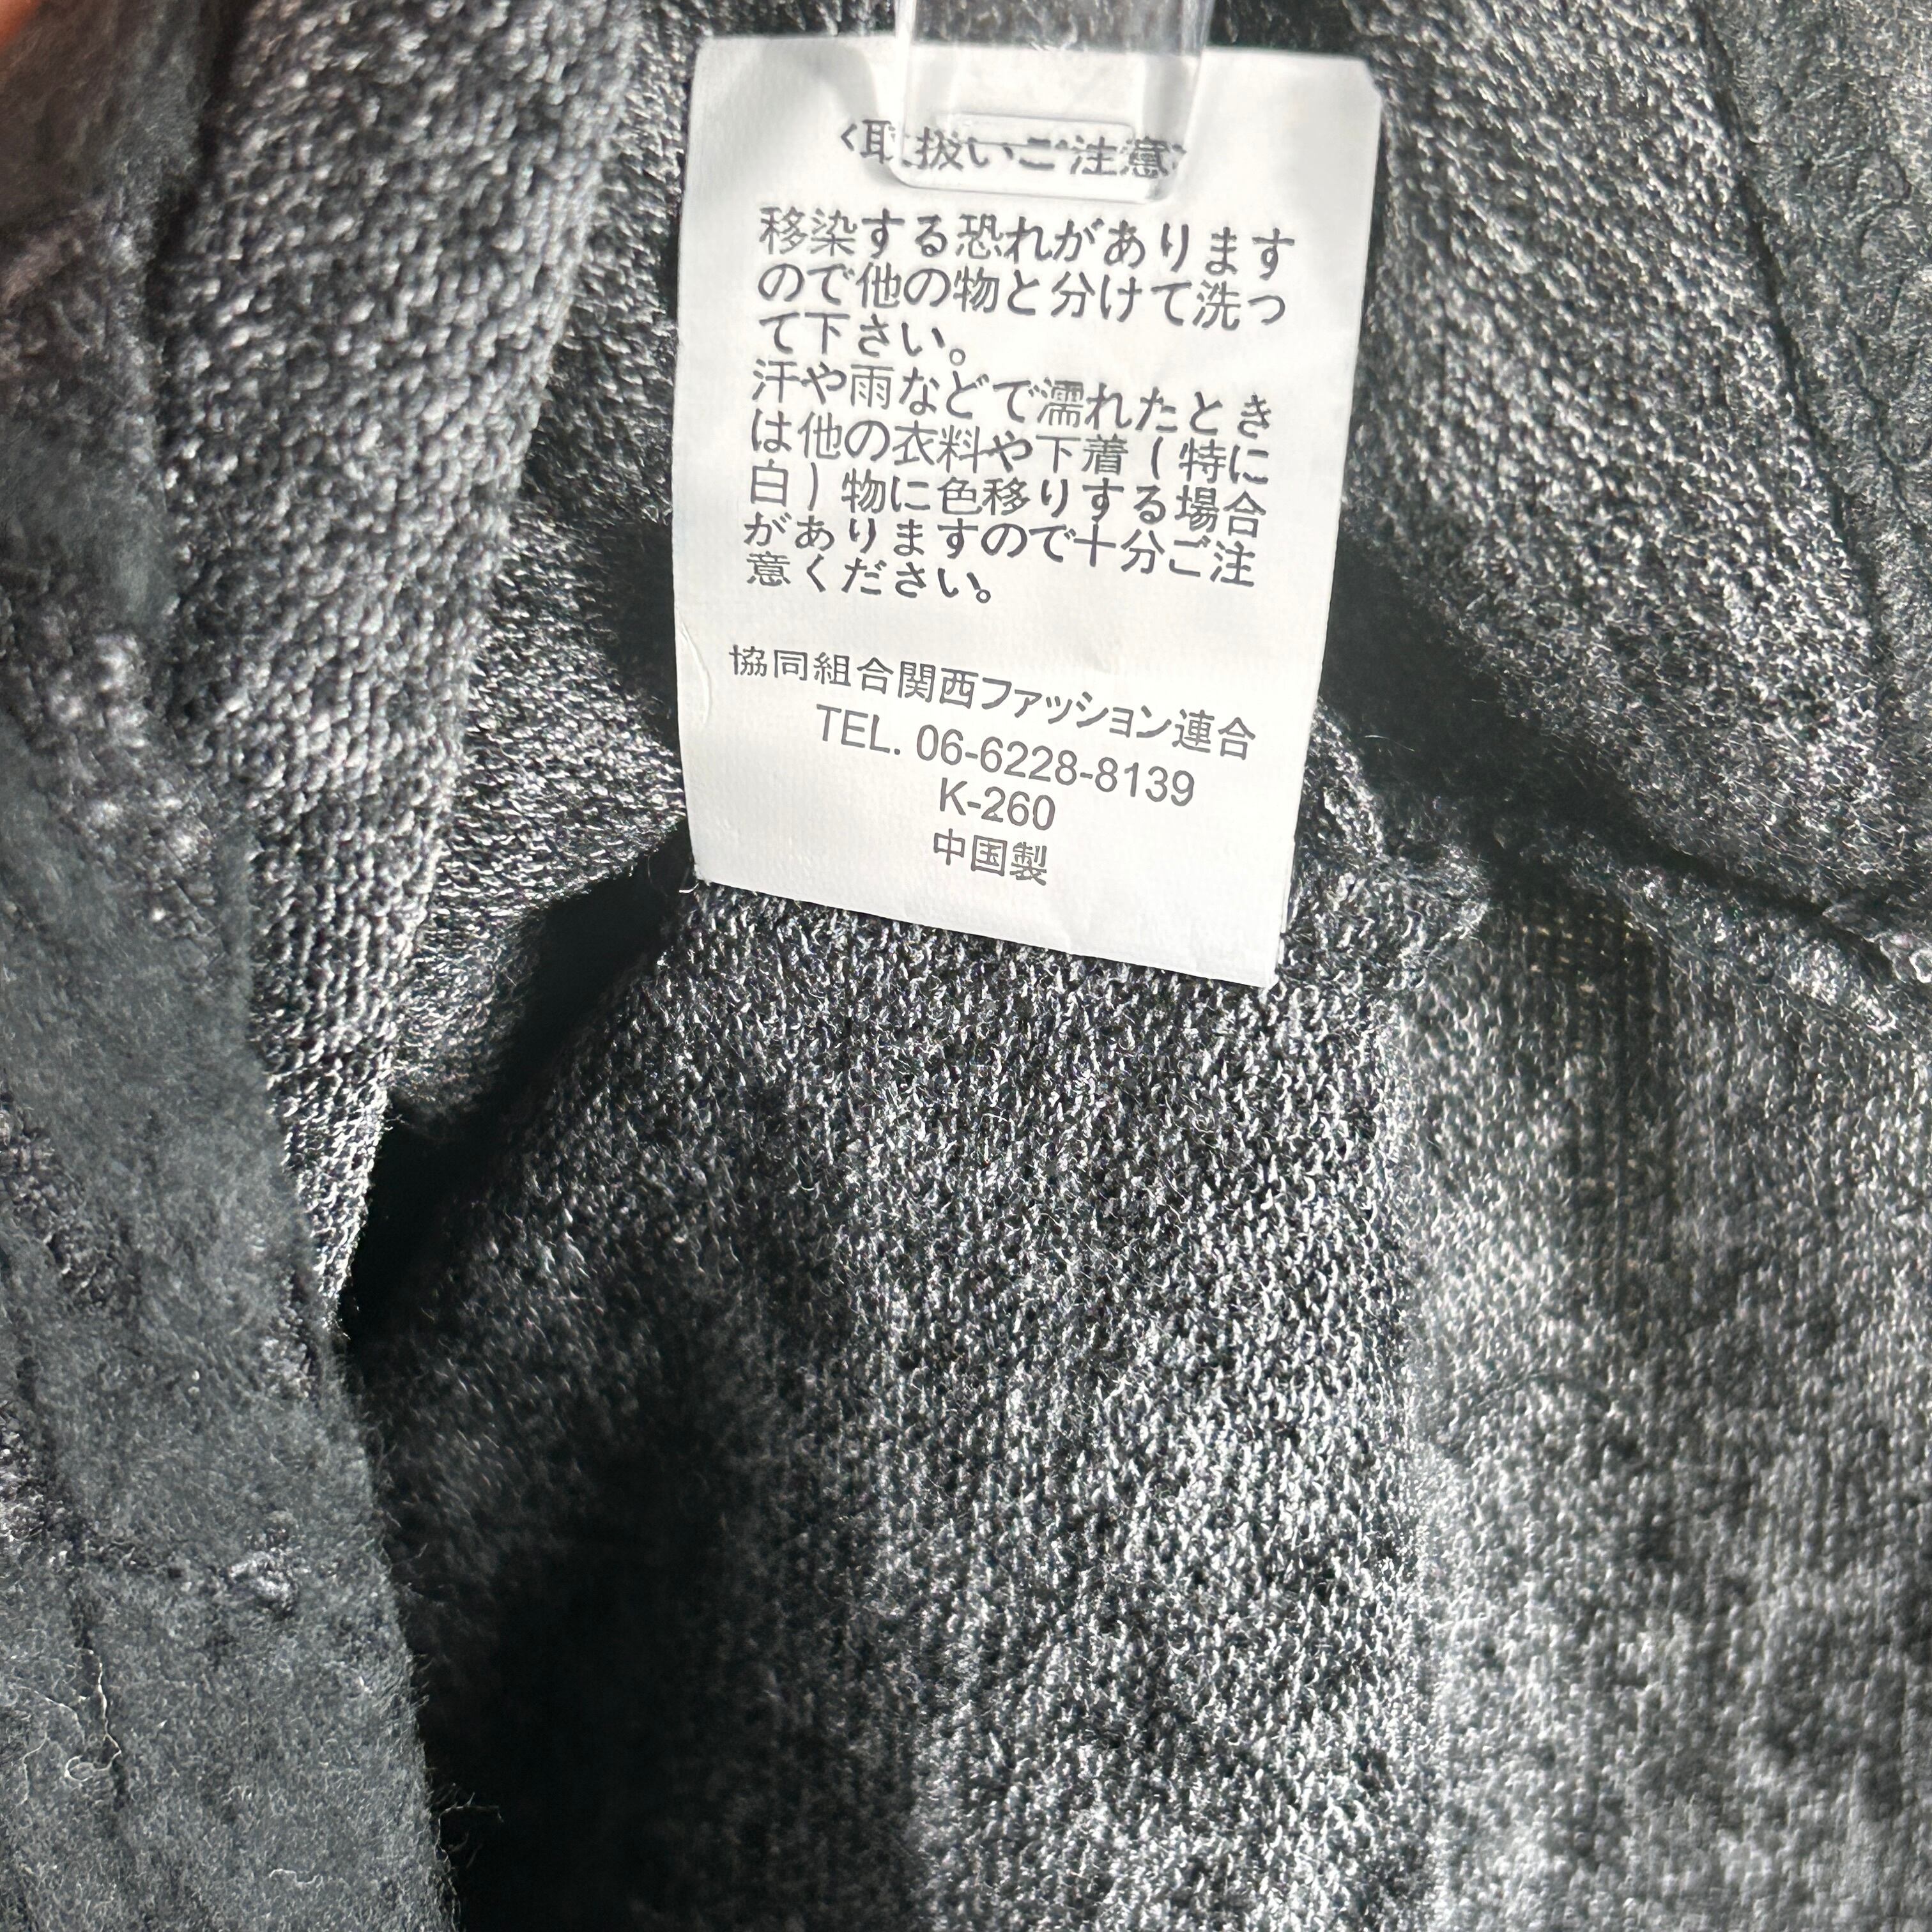 <取扱いご注意>
移染する恐れがあります
ので他の物と分けて洗っ
て下さい。
汗や雨などで濡れたとき
は他の衣料や下着(特に
白)物に色移りする場合
がありますので十分ご注
意ください。
協同組合関西ファッション連合
TEL. 06-6228-8139
K-260
中国製